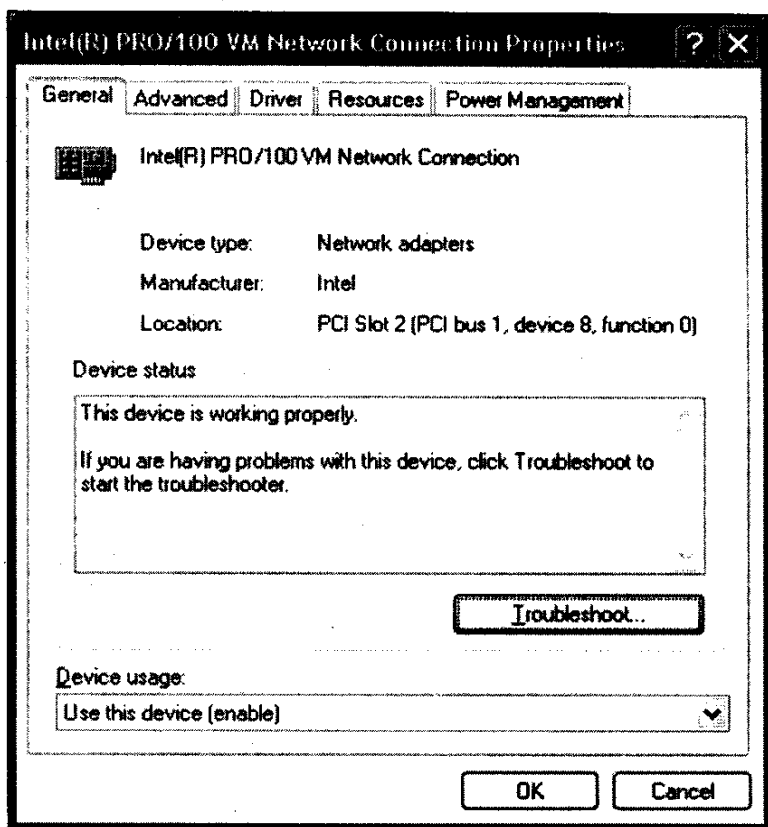 Intel(R) PRO/100 VM Network Connection Properties
General Advanced Driver Resources Power Management
Intel(R) PRO/100 VM Network Connection
Device type: Network adapters
Manufacturer: Intel
Location: PCI Slot 2 (PCI bus 1, device 8, function 0)
Device status
This device is working properly.
If you are having problems with this device, click Troubleshoot to
start the troubleshooter.
Troubleshoot...
Device usage:
Use this device (enable)
OK Cancel